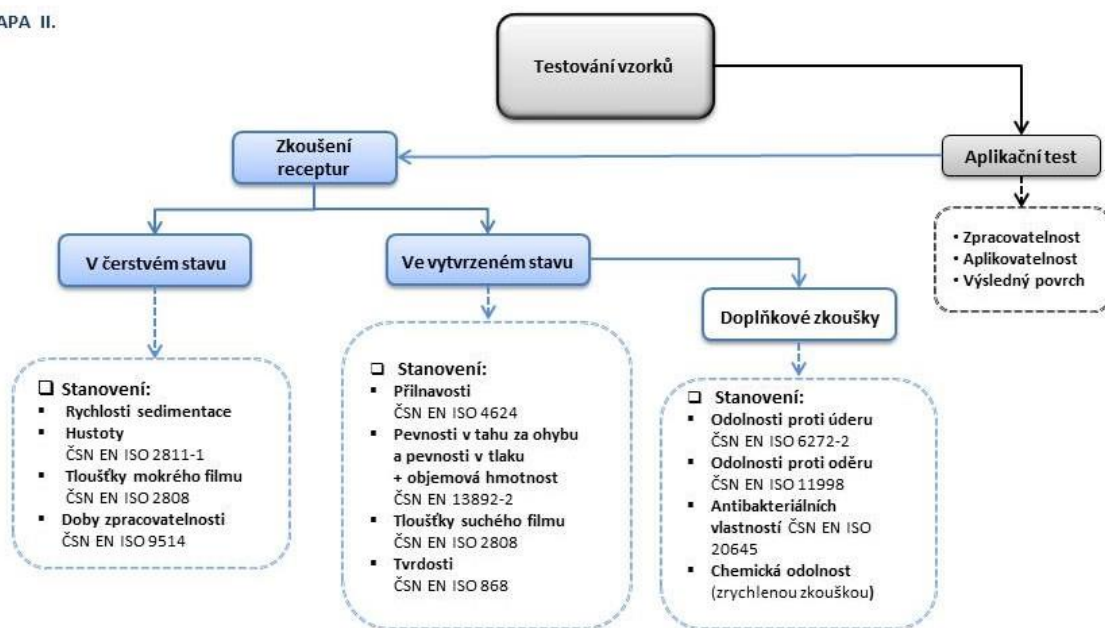 APA II.
Testování vzorků
Zkoušení
receptur
Aplikační test
• Zpracovatelnost
• Aplikovatelnost
• Výsledný povrch
V čerstvém stavu
Ve vytvrzeném stavu
Doplňkové zkoušky
Stanovení:
Rychlosti sedimentace
Hustoty
ČSN EN ISO 2811-1
Tloušťky mokrého filmu
ČSN EN ISO 2808
Doby zpracovatelnosti
ČSN EN ISO 9514
Stanovení:
Přilnavosti
ČSN EN ISO 4624
Pevnosti v tahu za ohybu
a pevnosti v tlaku
+ objemová hmotnost
ČSN EN 13892-2
Tloušťky suchého filmu
ČSN EN ISO 2808
Tvrdosti
ČSN EN ISO 868
Stanovení:
Odolnosti proti úderu
ČSN EN ISO 6272-2
Odolnosti proti oděru
ČSN EN ISO 11998
Antibakteriálních
vlastností ČSN EN ISO
20645
Chemická odolnost
(zrychlenou zkouškou)